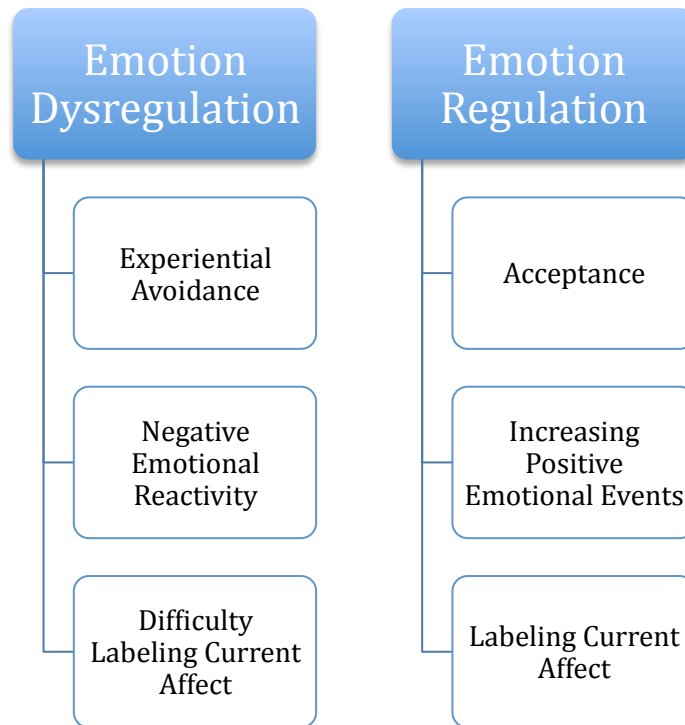 Emotion
Dysregulation
Experiential
Avoidance
Negative
Emotional
Reactivity
Difficulty
Labeling Current
Affect
Emotion
Regulation
Acceptance
Increasing
Positive
Emotional Events
Labeling Current
Affect